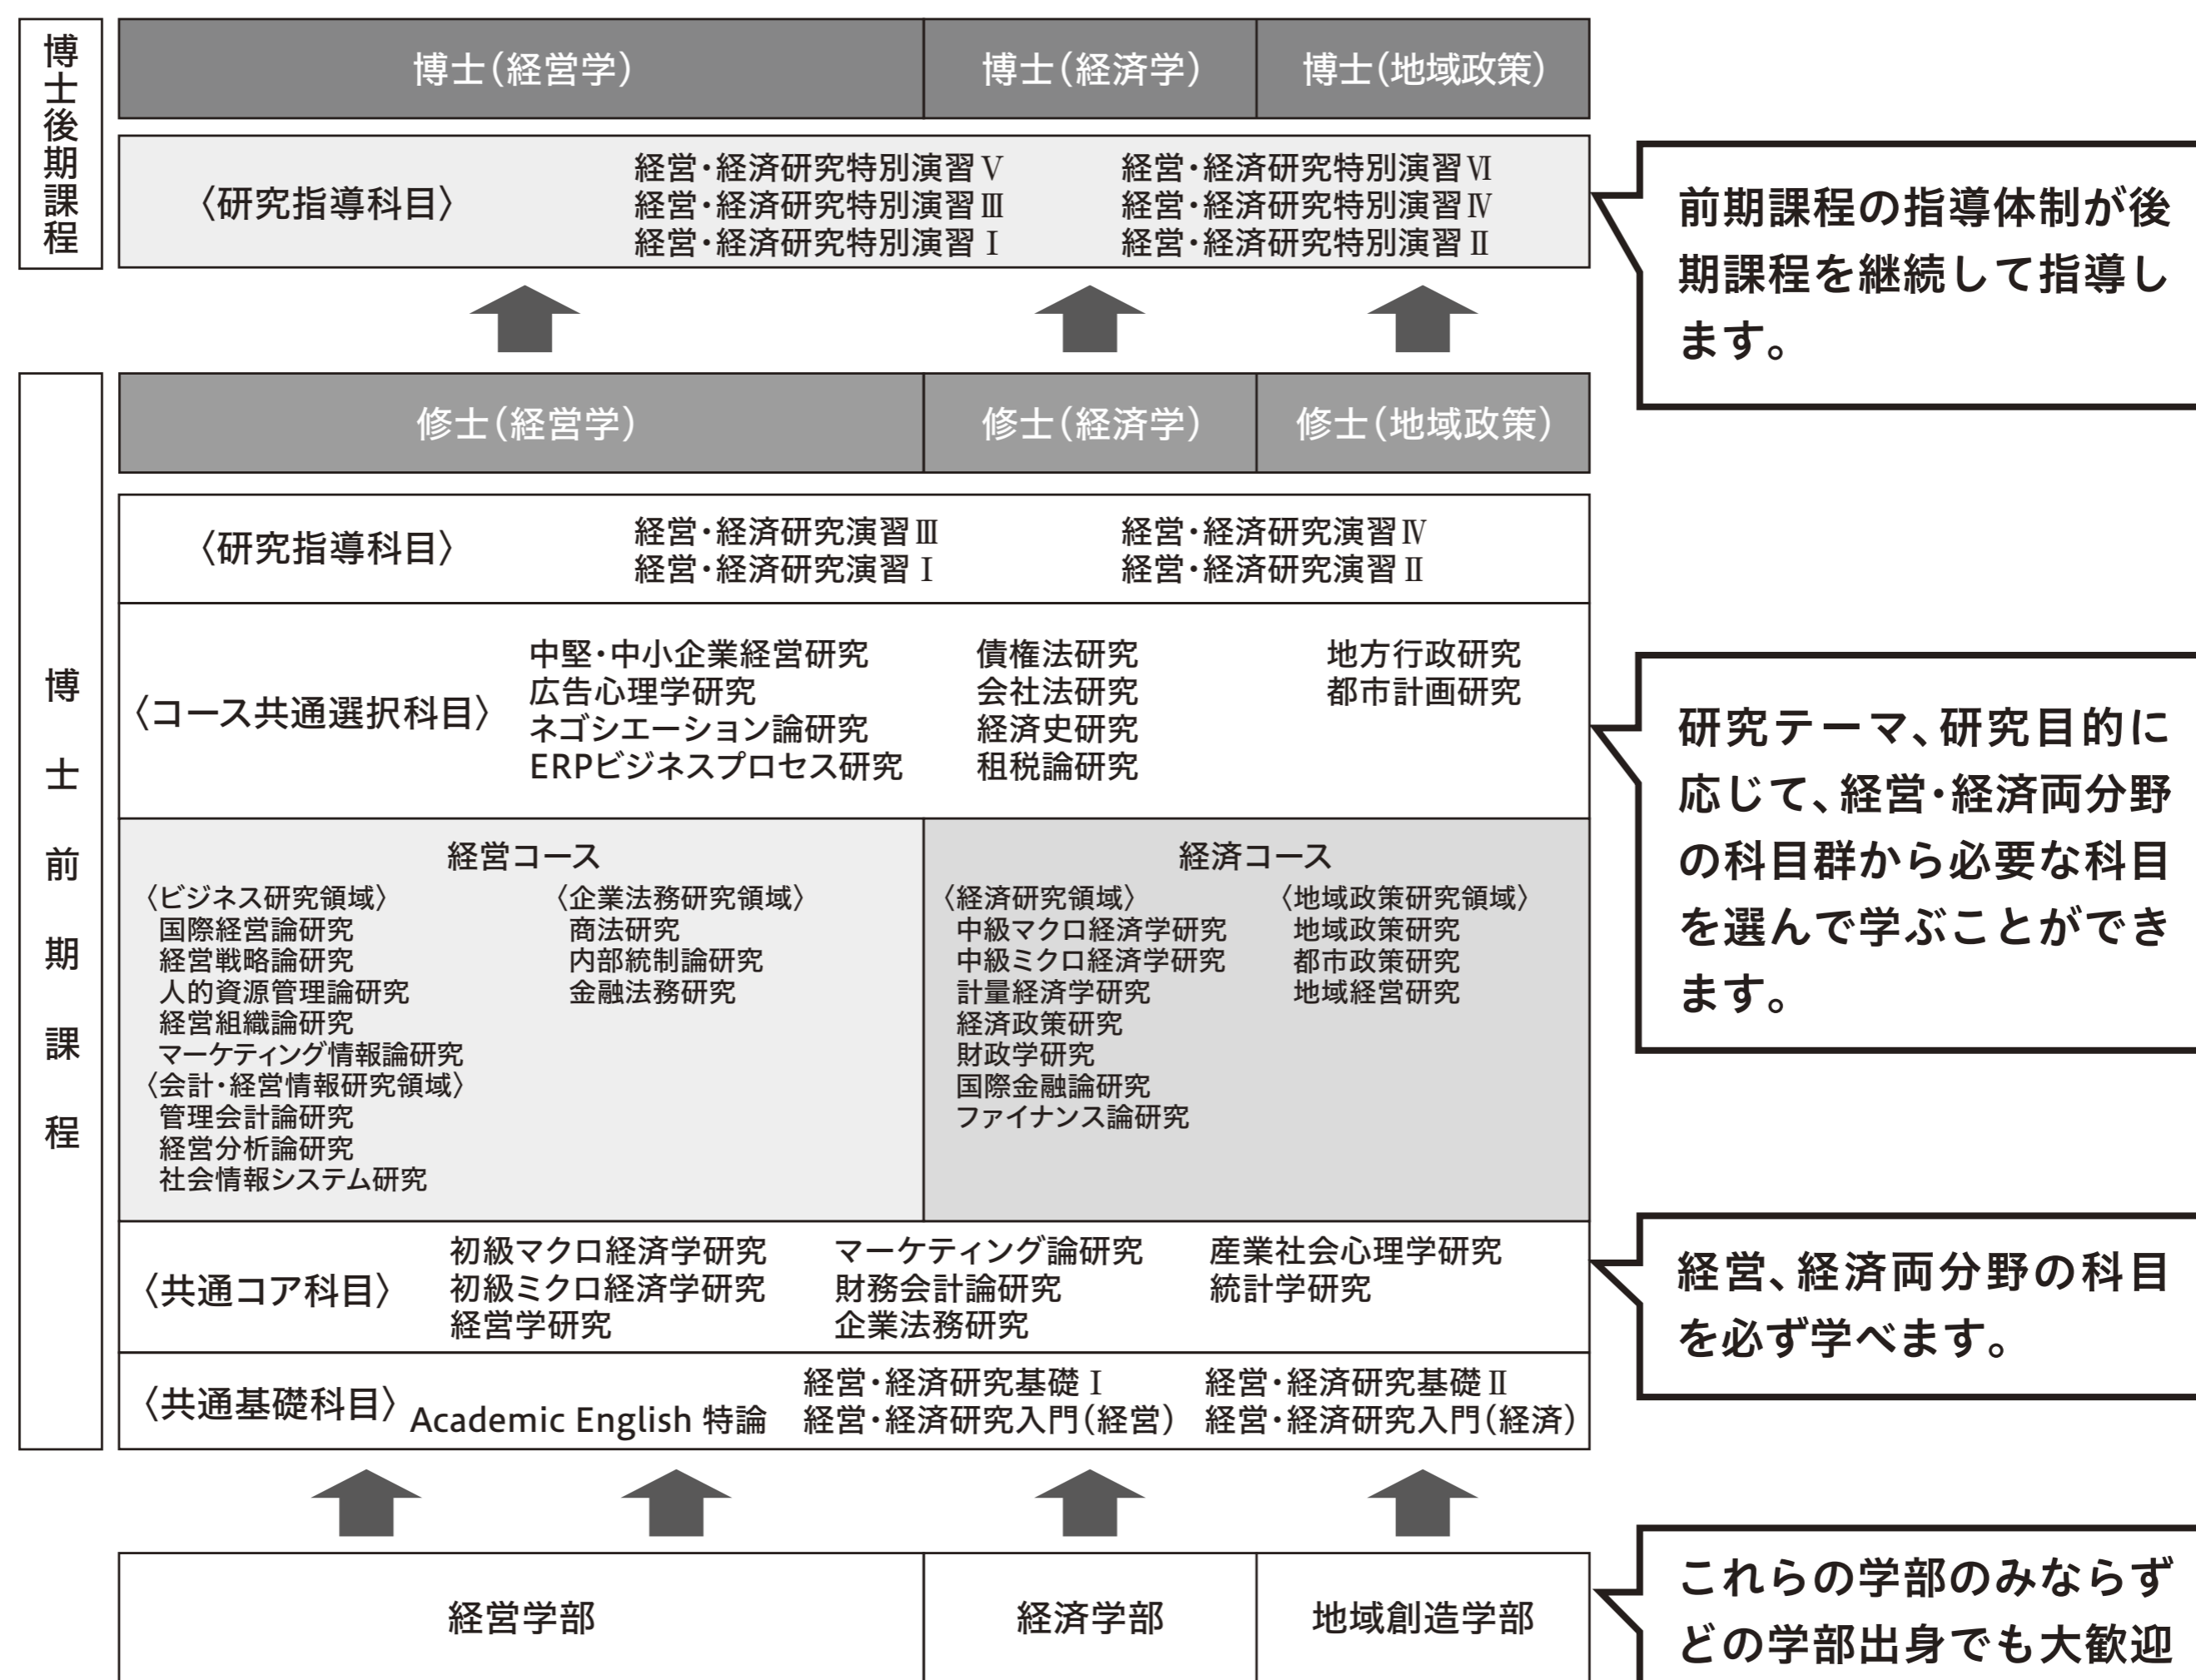 博士後期課程
博士（経営学）
博士（経済学）
博士（地域政策）
〈研究指導科目〉
経営・経済研究特別演習Ⅴ
経営・経済研究特別演習Ⅵ
経営・経済研究特別演習Ⅲ
経営・経済研究特別演習Ⅳ
経営・経済研究特別演習Ⅰ
経営・経済研究特別演習Ⅱ
前期課程の指導体制が後
期課程を継続して指導し
ます。
博士前期課程
修士（経営学）
修士（経済学）
修士（地域政策）
〈研究指導科目〉
経営・経済研究演習Ⅲ
経営・経済研究演習Ⅳ
経営・経済研究演習Ⅰ
経営・経済研究演習Ⅱ
〈コース共通選択科目〉
中堅・中小企業経営研究
広告心理学研究
ネゴシエーション論研究
ERPビジネスプロセス研究
債権法研究
会社法研究
経済史研究
租税論研究
地方行政研究
都市計画研究
研究テーマ、研究目的に
応じて、経営・経済両分野
の科目群から必要な科目
を選んで学ぶことができ
ます。
経営コース
〈ビジネス研究領域〉
国際経営論研究
経営戦略論研究
人的資源管理論研究
経営組織論研究
マーケティング情報論研究
〈会計・経営情報研究領域〉
管理会計論研究
経営分析論研究
社会情報システム研究
〈企業法務研究領域〉
商法研究
内部統制論研究
金融法務研究
経済コース
〈経済研究領域〉
中級マクロ経済学研究
中級ミクロ経済学研究
計量経済学研究
経済政策研究
財政学研究
国際金融論研究
ファイナンス論研究
〈地域政策研究領域〉
地域政策研究
都市政策研究
地域経営研究
〈共通コア科目〉
初級マクロ経済学研究
初級ミクロ経済学研究
経営学研究
マーケティング論研究
財務会計論研究
企業法務研究
産業社会心理学研究
統計学研究
経営、経済両分野の科目
を必ず学べます。
〈共通基礎科目〉
Academic English 特論
経営・経済研究基礎Ⅰ
経営・経済研究入門（経営）
経営・経済研究基礎Ⅱ
経営・経済研究入門（経済）
経営学部
経済学部
地域創造学部
これらの学部のみならず
どの学部出身でも大歓迎